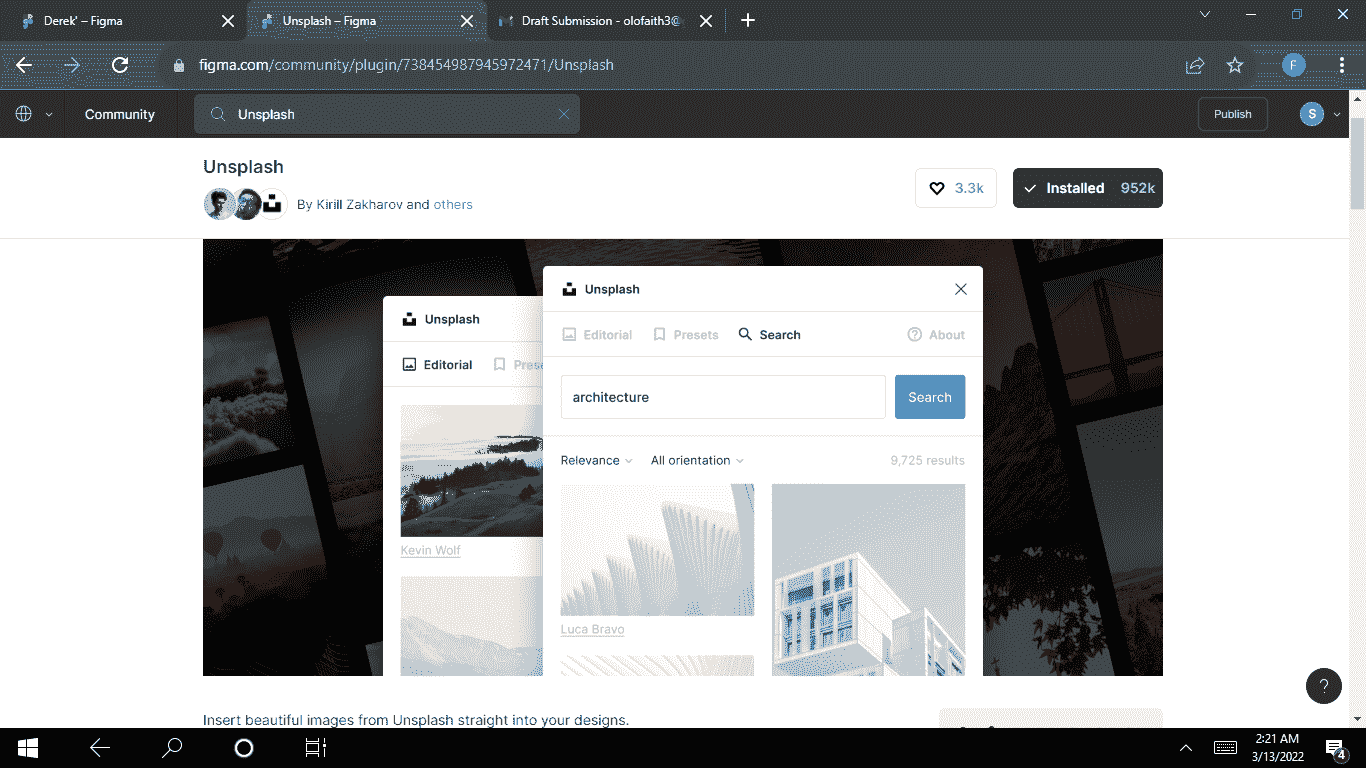 Derek' – Figma
Unsplash – Figma
Draft Submission - olofaith3@
figma.com/community/plugin/738454987945972471/Unsplash
F
Community
Unsplash
Publish
S
Unsplash
By Kirill Zakharov and others
3.3k
Installed 952k
Unsplash
Editorial
Prese
Kevin Wolf
Unsplash
Editorial
Presets
Search
About
architecture
Search
Relevance
All orientation
9,725 results
Luca Bravo
?
Insert beautiful images from Unsplash straight into your designs.
2:21 AM
3/13/2022
4